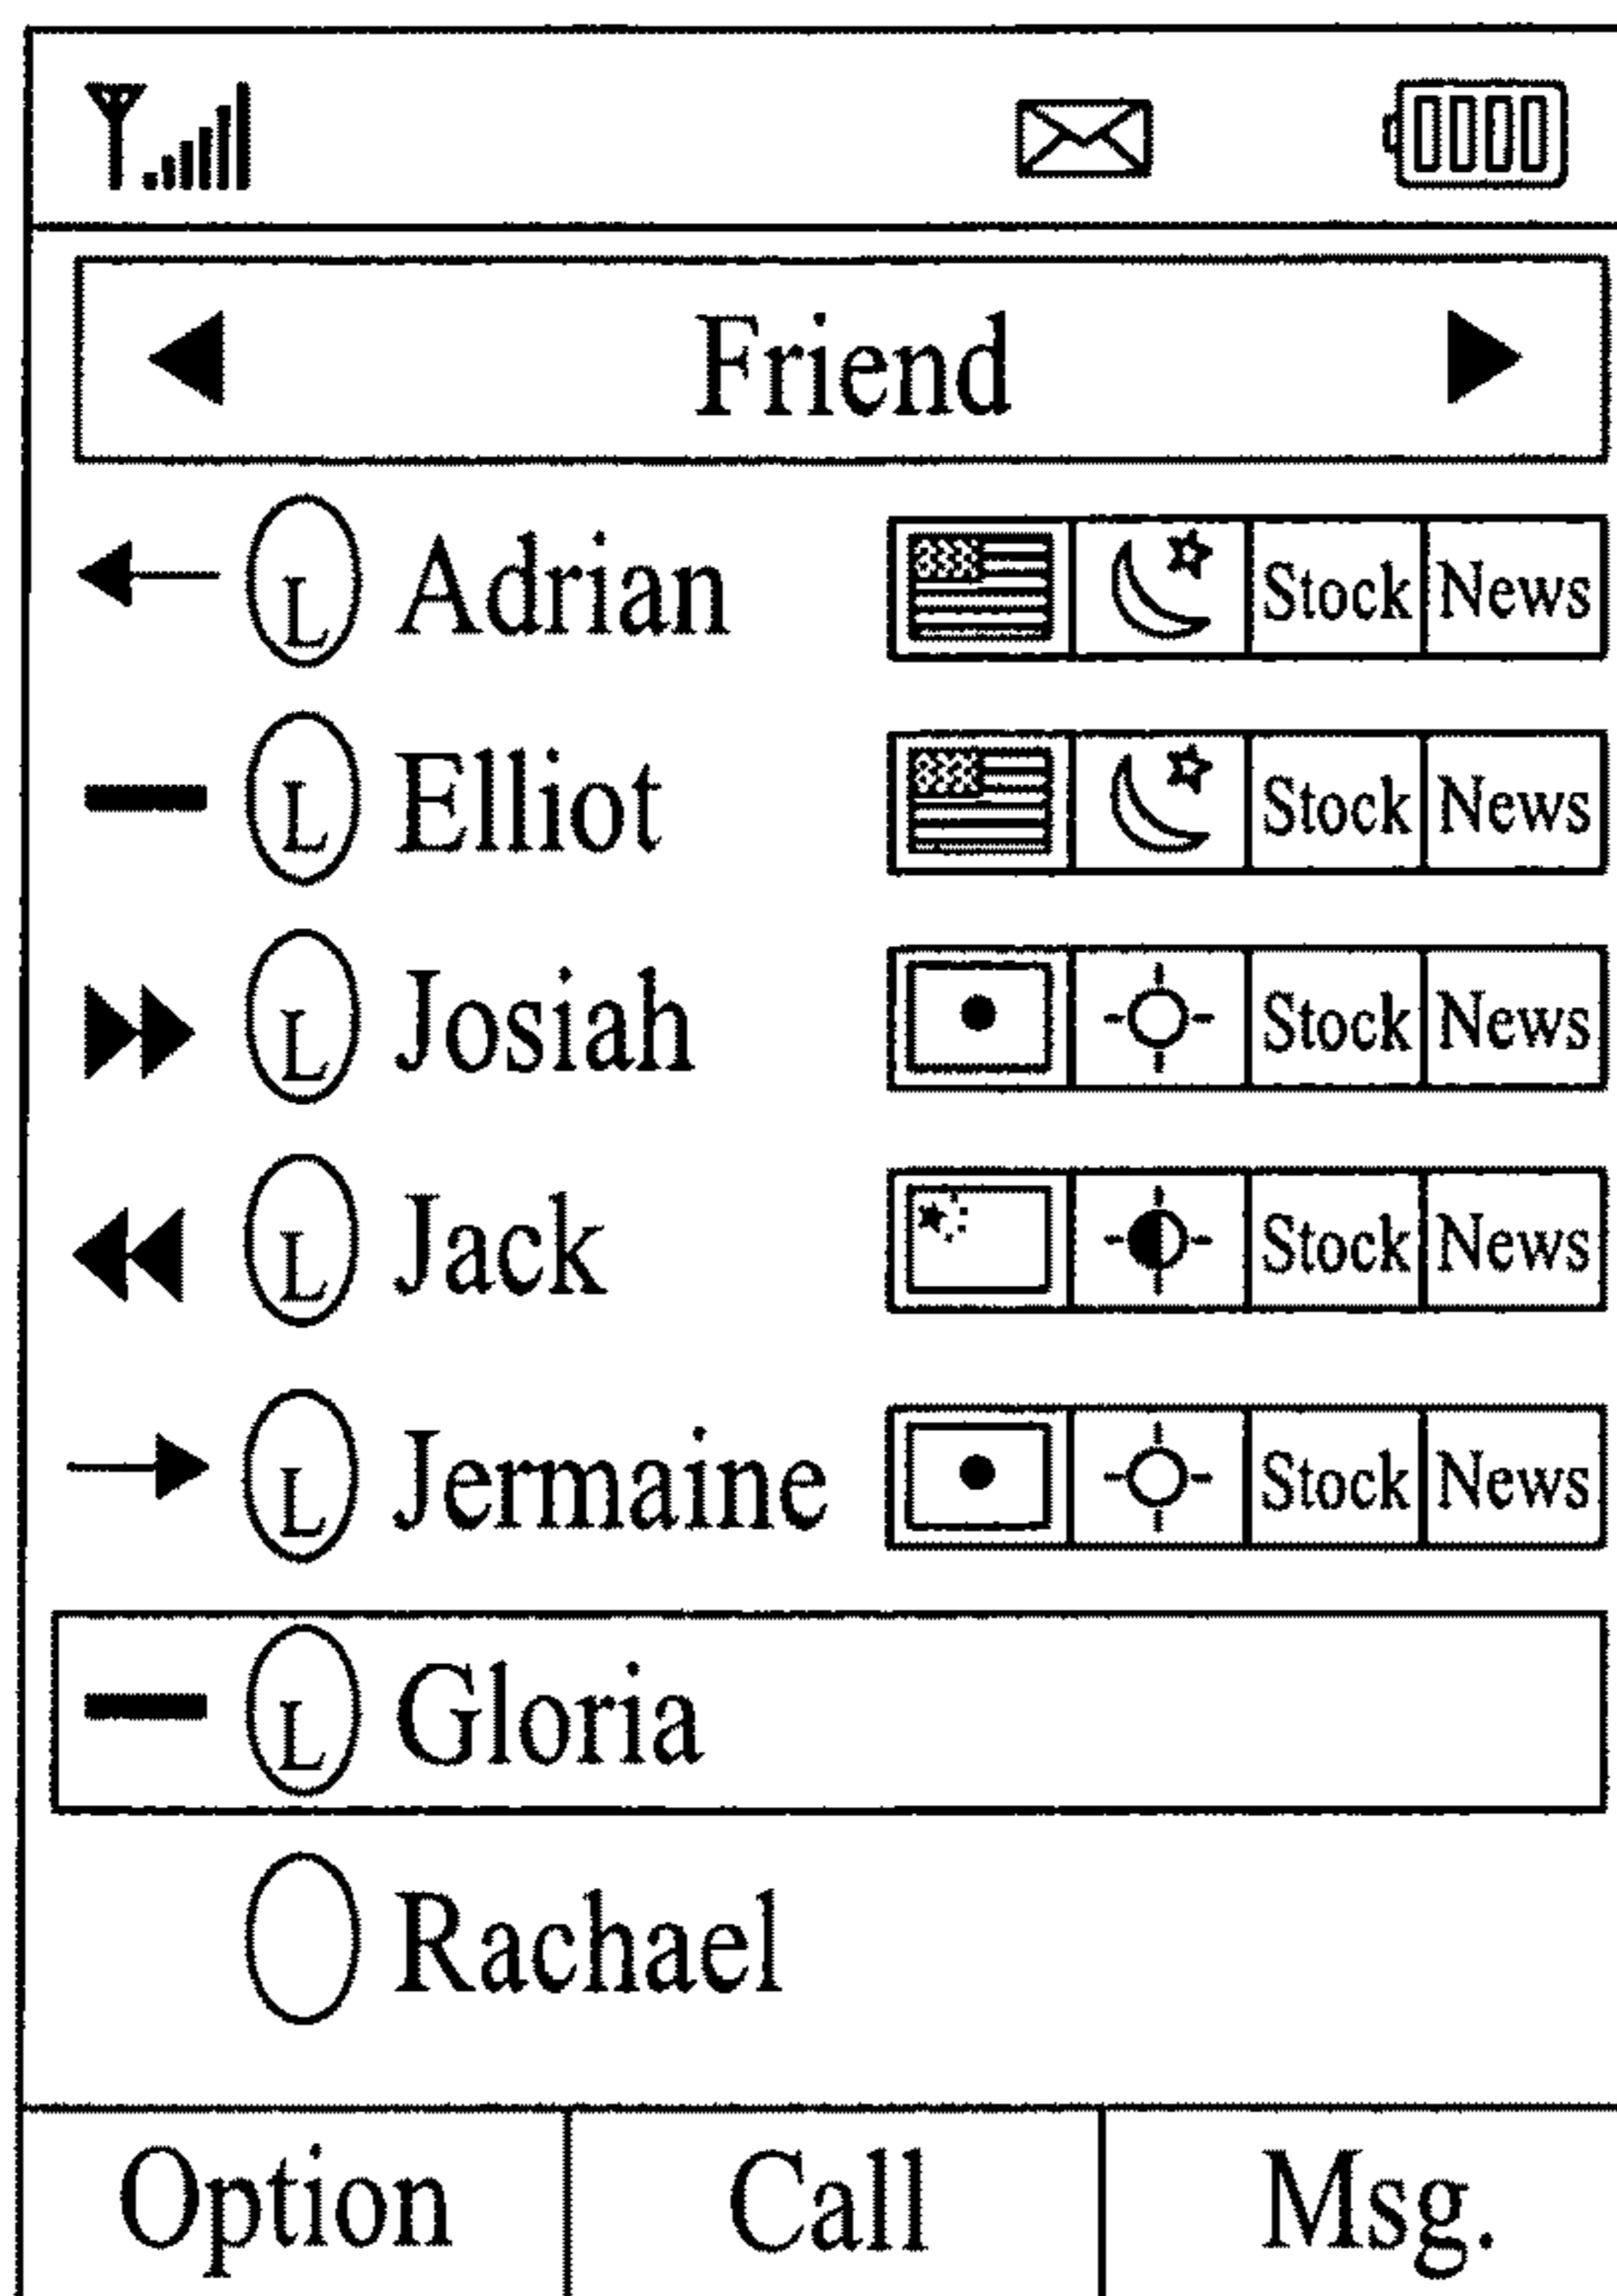 Friend
L Adrian Stock News
L Elliot Stock News
L Josiah Stock News
L Jack Stock News
L Jermaine Stock News
L Gloria
Rachael
Option Call Msg.